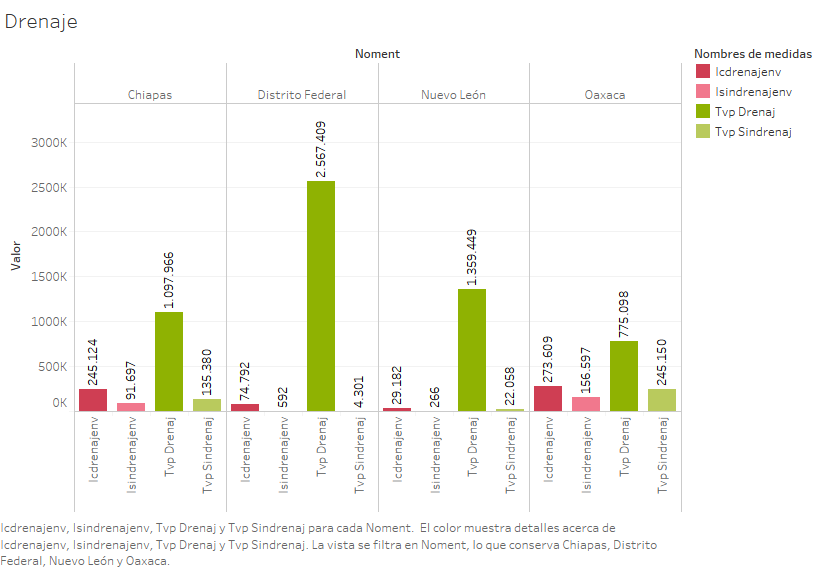 Drenaje
Noment
Nombres de medidas
Icdrenajenv
Isindrenajenv
Tvp Drenaj
Tvp Sindrenaj
Chiapas
Distrito Federal
Nuevo León
Oaxaca
Valor
3000K
2500K
2000K
1500K
1000K
500K
0K
245.124
91.697
1.097.966
135.380
74.792
592
2.567.409
4.301
29.182
266
1.359.449
22.058
273.609
156.597
775.098
245.150
Icdrenajenv
Isindrenajenv
Tvp Drenaj
Tvp Sindrenaj
Icdrenajenv
Isindrenajenv
Tvp Drenaj
Tvp Sindrenaj
Icdrenajenv
Isindrenajenv
Tvp Drenaj
Tvp Sindrenaj
Icdrenajenv
Isindrenajenv
Tvp Drenaj
Tvp Sindrenaj
Icdrenajenv, Isindrenajenv, Tvp Drenaj y Tvp Sindrenaj para cada Noment.  El color muestra detalles acerca de
Icdrenajenv, Isindrenajenv, Tvp Drenaj y Tvp Sindrenaj. La vista se filtra en Noment, lo que conserva Chiapas, Distrito
Federal, Nuevo León y Oaxaca.